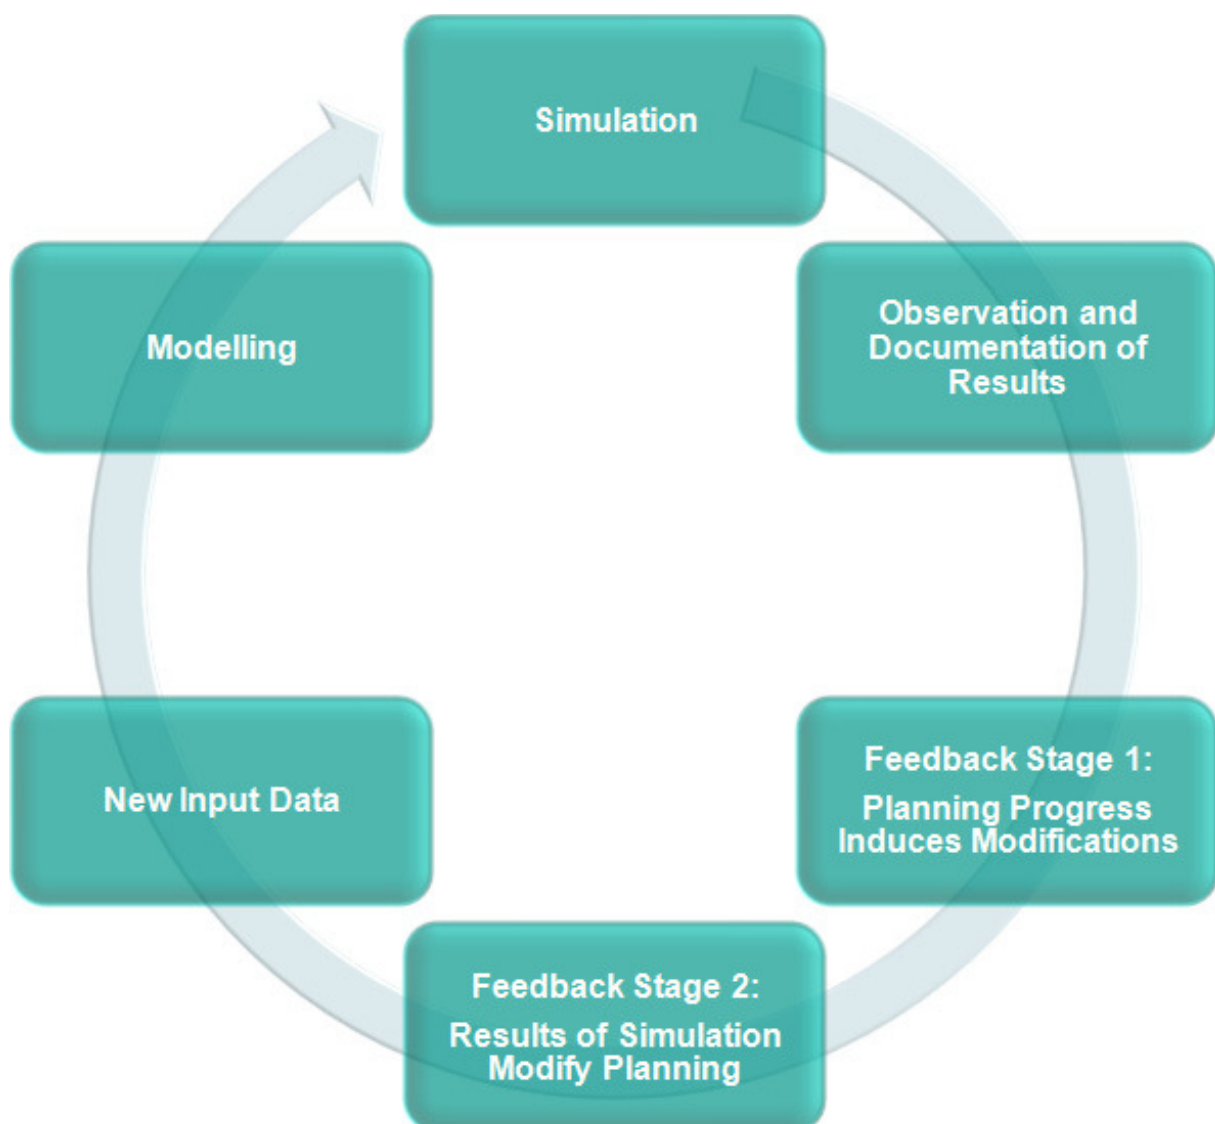 Simulation
Observation and
Documentation of
Results
Feedback Stage 1:
Planning Progress
Induces Modifications
Feedback Stage 2:
Results of Simulation
Modify Planning
New Input Data
Modelling